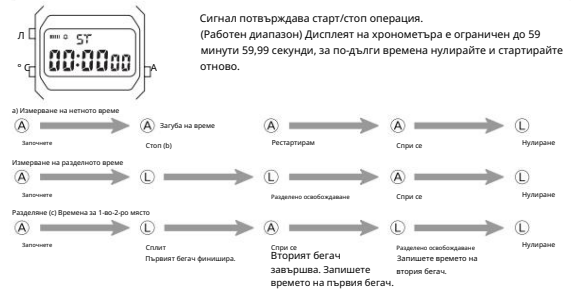 Сигнал потвърждава старт/стоп операция.
(Работен диапазон) Дисплеят на хронометъра е ограничен до 59
минути 59,99 секунди, за по-дълги времена нулирайте и стартирайте
отново.
Л
ST
00:0000
° C
A
а) Измерване на нетното време
A A Загуба на време A A L
Започнете Стоп (b) Рестартирам Спри се Нулиране
Измерване на разделното време
A L L A L
Започнете Разделено освобождаване Спри се Нулиране
Разделяне (c) Времена за 1-во-2-ро място
A L A L L
Започнете Сплит Спри се Разделено освобождаване Нулиране
Първият бегач финишира. Вторият бегач Запишете времето на
завършва. Запишете втория бегач.
времето на първия бегач.